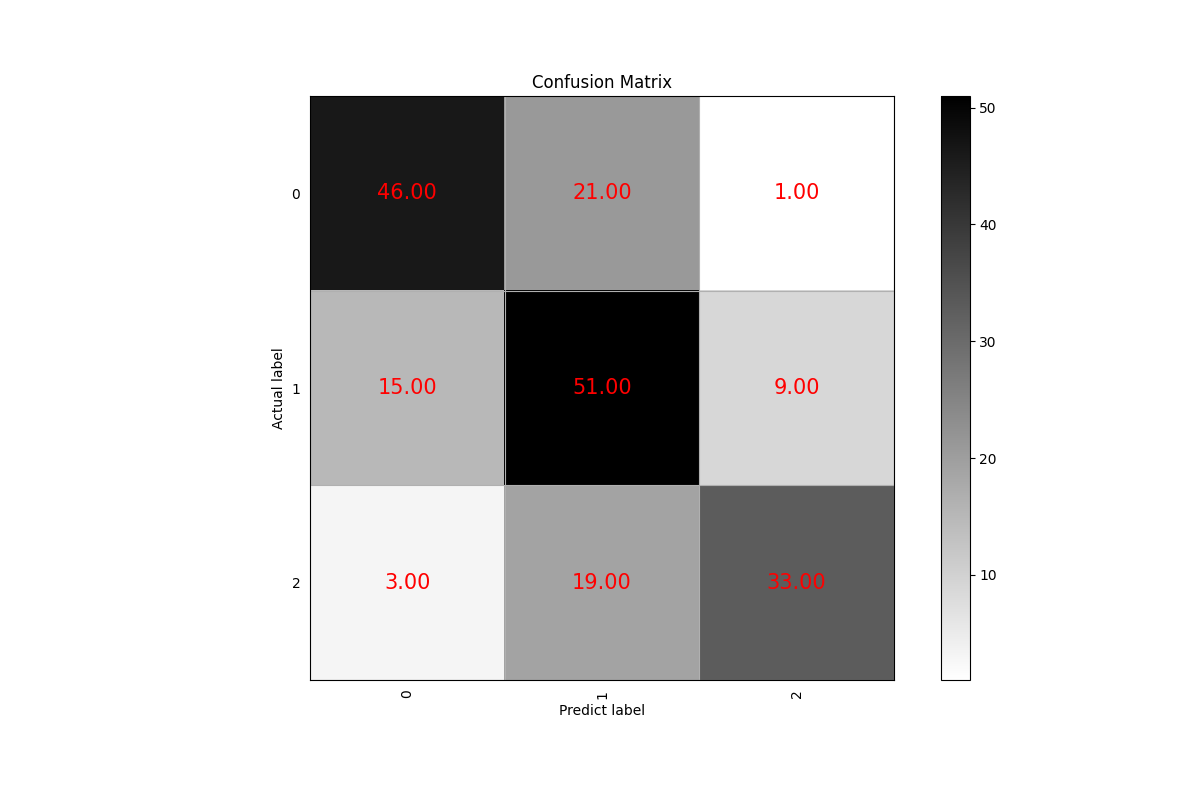 Confusion Matrix
50
0 46.00 21.00 1.00
40
30
Actual label
1 15.00 51.00 9.00
20
10
2 3.00 19.00 33.00
0 1 2
Predict label